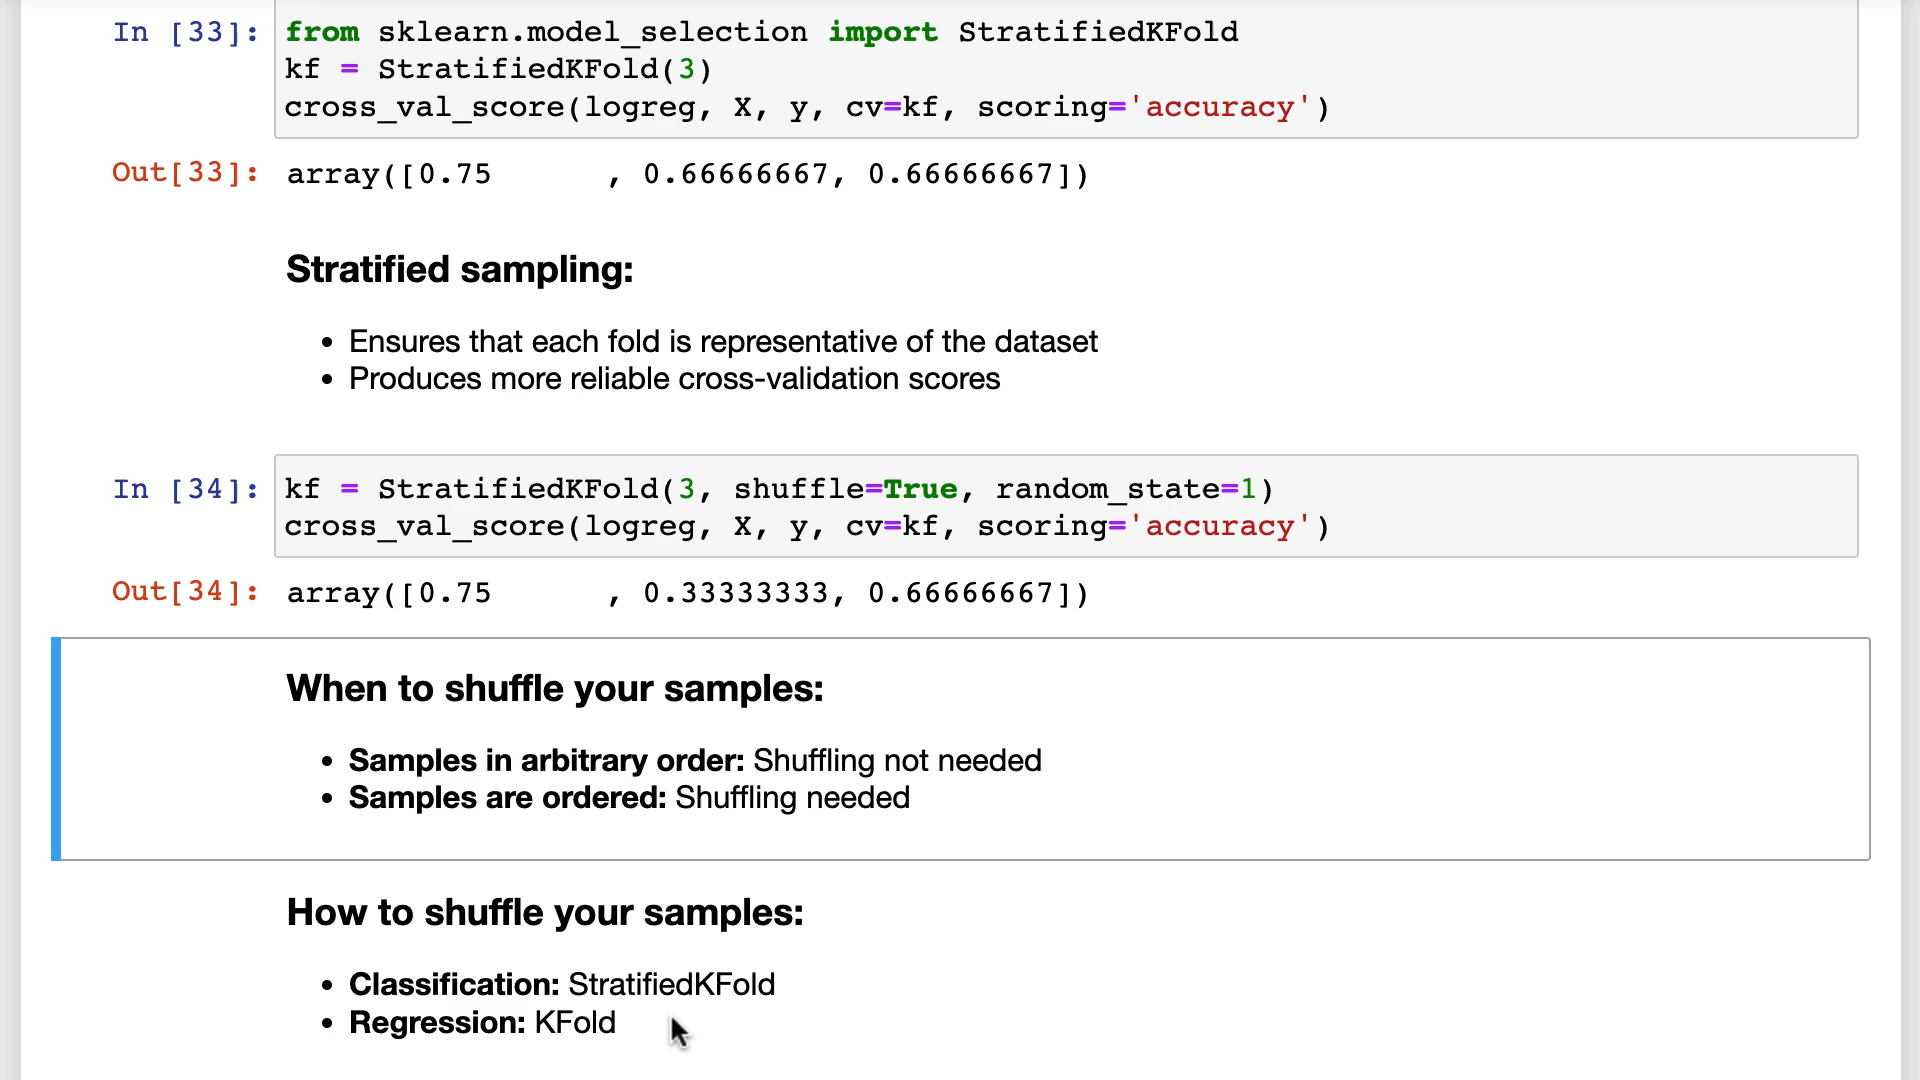 In [33]: from sklearn.model_selection import StratifiedKFold
kf = StratifiedKFold(3)
cross_val_score(logreg, X, y, cv=kf, scoring='accuracy')
Out[33]: array([0.75      , 0.66666667, 0.66666667])
Stratified sampling:
• Ensures that each fold is representative of the dataset
• Produces more reliable cross-validation scores
In [34]: kf = StratifiedKFold(3, shuffle=True, random_state=1)
cross_val_score(logreg, X, y, cv=kf, scoring='accuracy')
Out[34]: array([0.75      , 0.33333333, 0.66666667])
When to shuffle your samples:
• Samples in arbitrary order: Shuffling not needed
• Samples are ordered: Shuffling needed
How to shuffle your samples:
• Classification: StratifiedKFold
• Regression: KFold